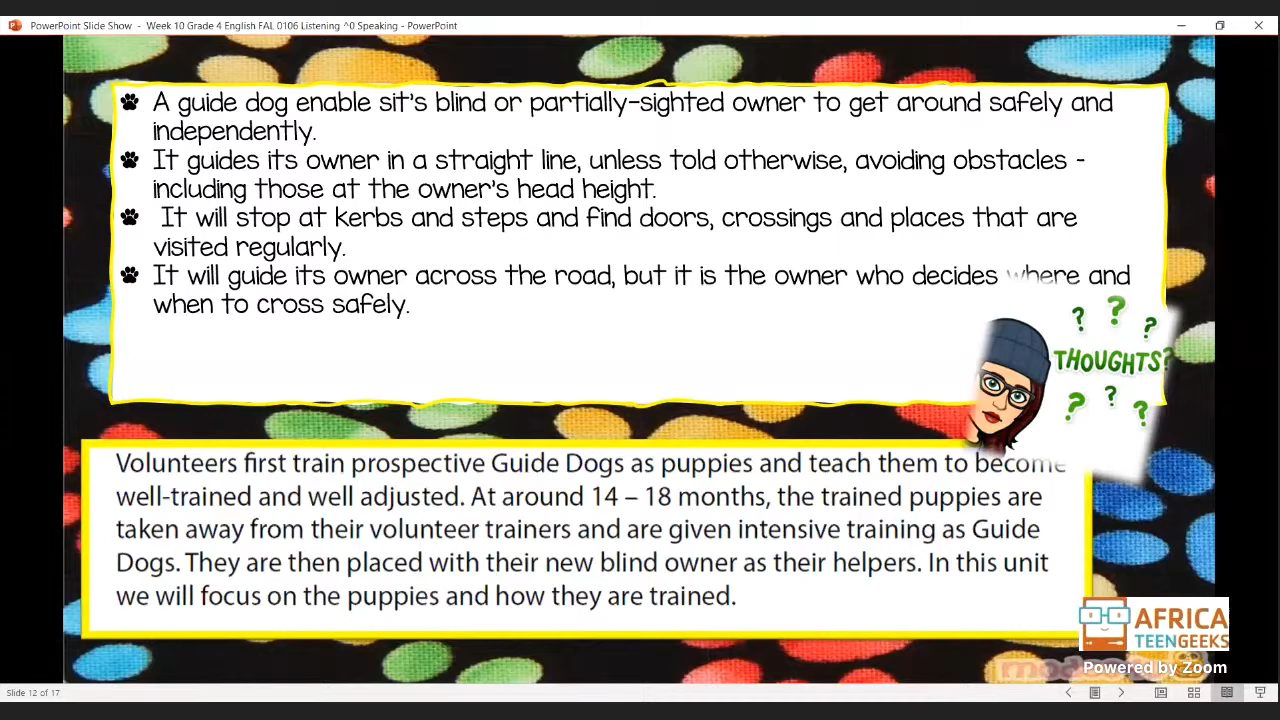 PowerPoint Slide Show - Week 10 Grade 4 English FAL 0106 Listening ^0 Speaking - PowerPoint
A guide dog enable sit's blind or partially-sighted owner to get around safely and
independently.
It guides its owner in a straight line, unless told otherwise, avoiding obstacles -
including those at the owner's head height.
It will stop at kerbs and steps and find doors, crossings and places that are
visited regularly.
It will guide its owner across the road, but it is the owner who decides where and
when to cross safely.
? ? ?
THOUGHTS?
? ? ?
Volunteers first train prospective Guide Dogs as puppies and teach them to become
well-trained and well adjusted. At around 14 – 18 months, the trained puppies are
taken away from their volunteer trainers and are given intensive training as Guide
Dogs. They are then placed with their new blind owner as their helpers. In this unit
we will focus on the puppies and how they are trained.
AFRICA
TEENGEEKS
Powered by Zoom
Slide 12 of 17